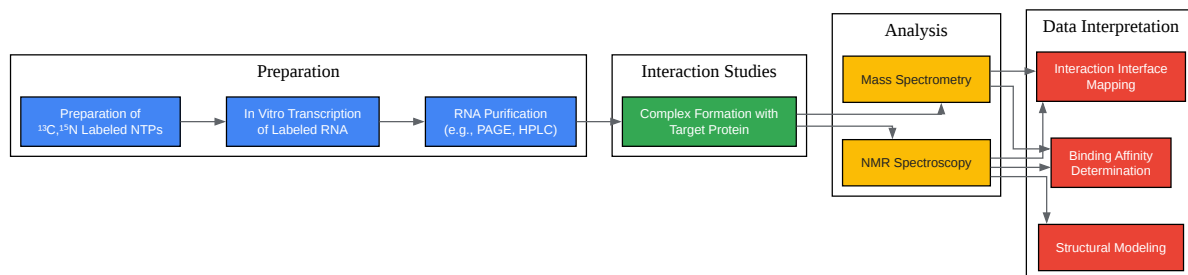 Preparation
Preparation of
¹³C,¹⁵N Labeled NTPs
In Vitro Transcription
of Labeled RNA
RNA Purification
(e.g., PAGE, HPLC)
Interaction Studies
Complex Formation with
Target Protein
Analysis
Mass Spectrometry
NMR Spectroscopy
Data Interpretation
Interaction Interface
Mapping
Binding Affinity
Determination
Structural Modeling